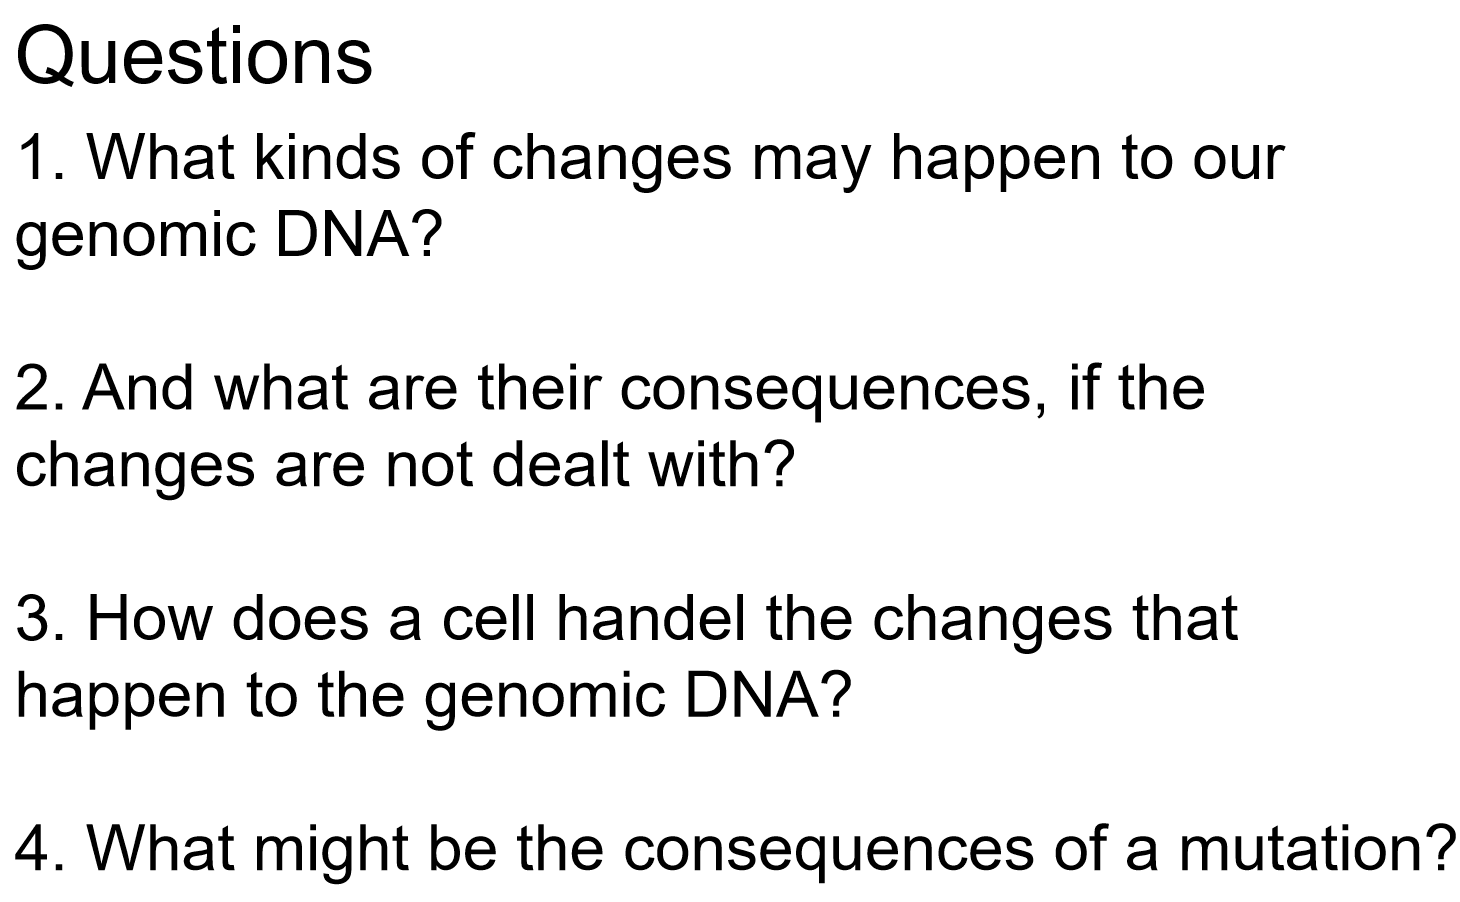 Questions
1. What kinds of changes may happen to our
genomic DNA?
2. And what are their consequences, if the
changes are not dealt with?
3. How does a cell handel the changes that
happen to the genomic DNA?
4. What might be the consequences of a mutation?